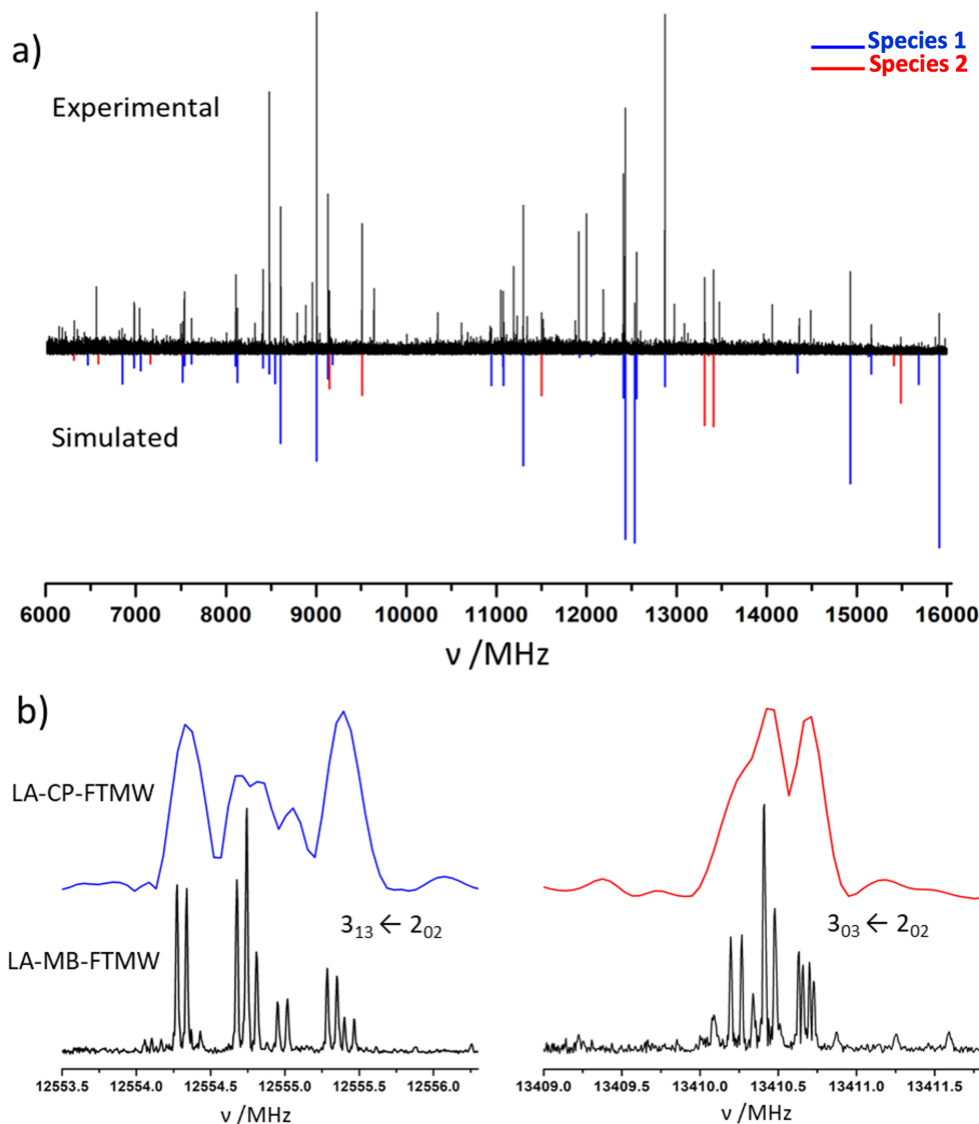 a)
Species 1
Species 2
Experimental
Simulated
6000 7000 8000 9000 10000 11000 12000 13000 14000 15000 16000
ν /MHz
b)
LA-CP-FTMW
3₁₃ ← 2₀₂
3₀₃ ← 2₀₂
LA-MB-FTMW
12553.5 12554.0 12554.5 12555.0 12555.5 12556.0
13409.0 13409.5 13410.0 13410.5 13411.0 13411.5
ν /MHz
ν /MHz